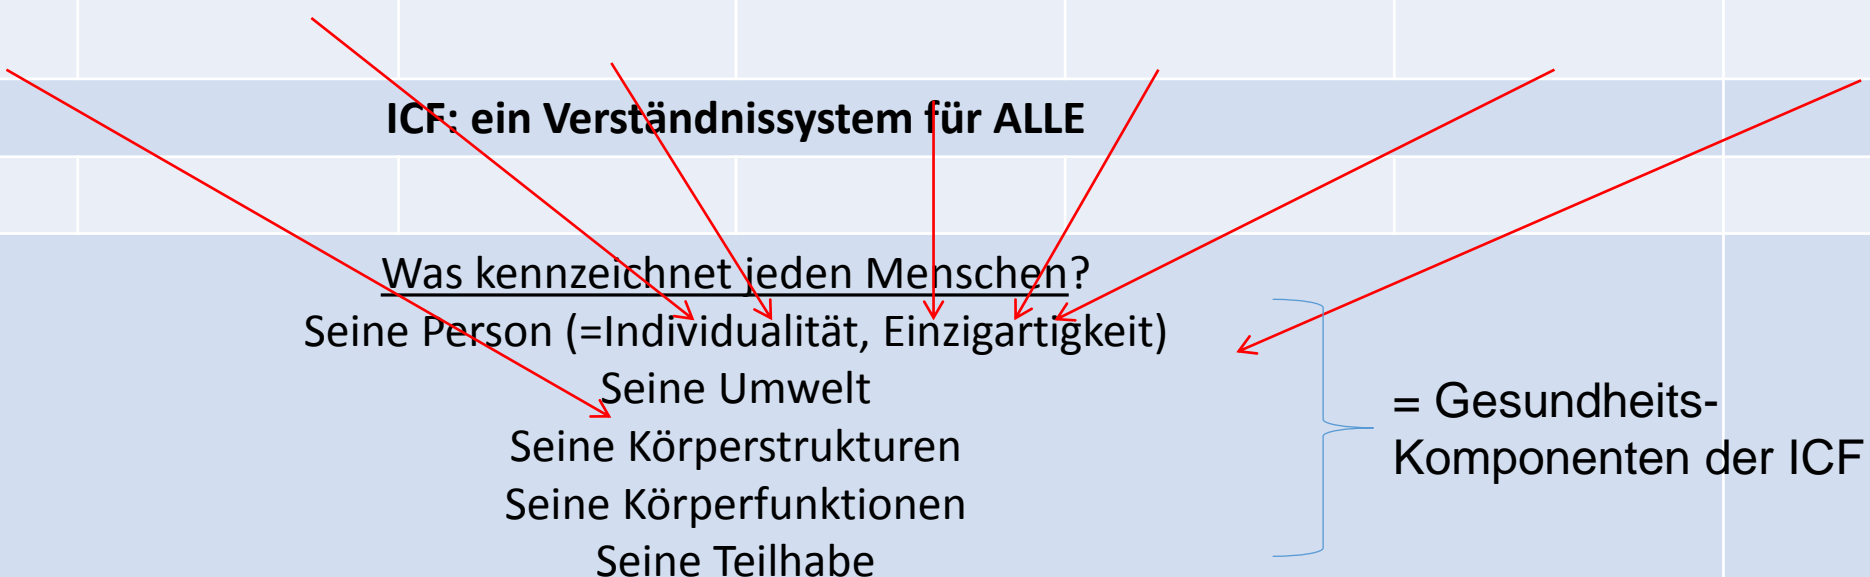 ICF: ein Verständnissystem für ALLE
Was kennzeichnet jeden Menschen?
Seine Person (=Individualität, Einzigartigkeit)
Seine Umwelt
Seine Körperstrukturen
Seine Körperfunktionen
Seine Teilhabe
= Gesundheits-
Komponenten der ICF